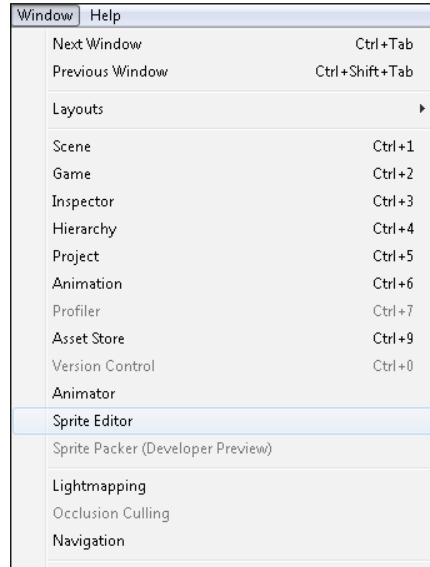 Window Help
Next Window Ctrl+Tab
Previous Window Ctrl+Shift+Tab
Layouts
Scene Ctrl+1
Game Ctrl+2
Inspector Ctrl+3
Hierarchy Ctrl+4
Project Ctrl+5
Animation Ctrl+6
Profiler Ctrl+7
Asset Store Ctrl+9
Version Control Ctrl+0
Animator
Sprite Editor
Sprite Packer (Developer Preview)
Lightmapping
Occlusion Culling
Navigation